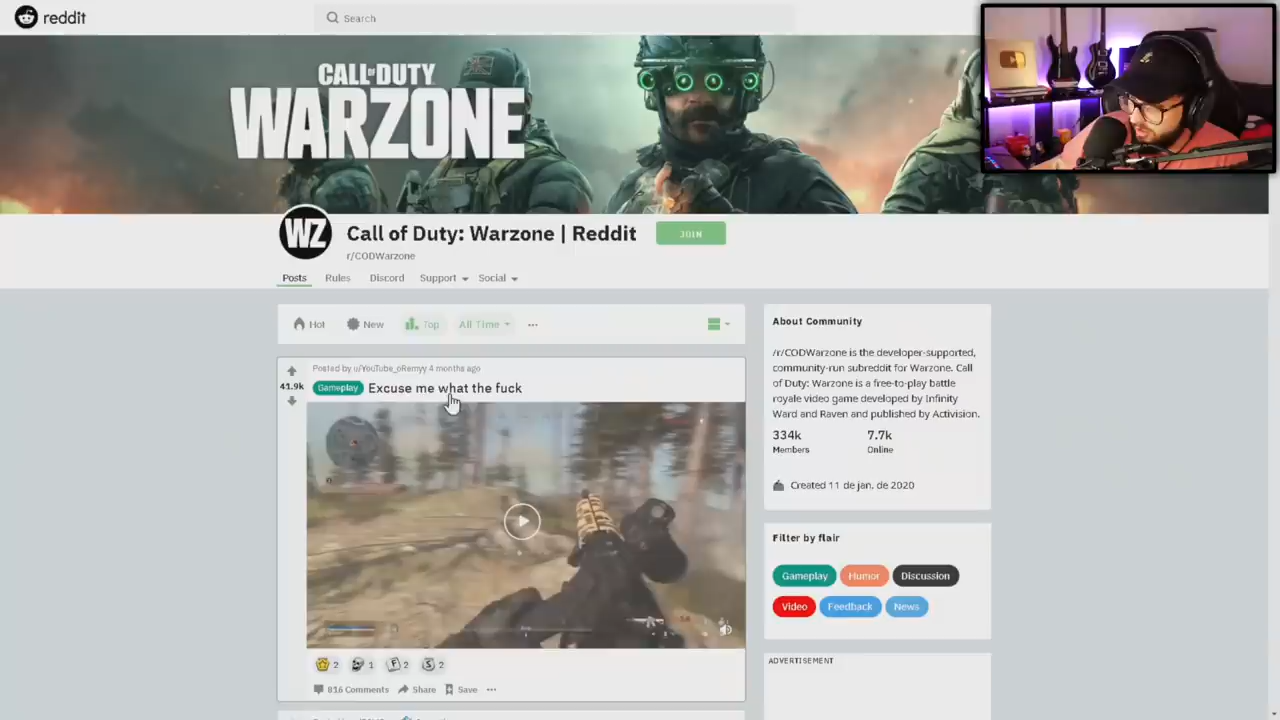 reddit
Search
CALL OF DUTY
WARZONE
WZ
Call of Duty: Warzone | Reddit
JOIN
r/CODWarzone
Posts Rules Discord Support Social
Hot New Top All Time ...
Posted by u/YouTube_oRemyy 4 months ago
41.9k
Gameplay Excuse me what the fuck
2 1 2 2
816 Comments Share Save ...
About Community
/r/CODWarzone is the developer-supported,
community-run subreddit for Warzone. Call
of Duty: Warzone is a free-to-play battle
royale video game developed by Infinity
Ward and Raven and published by Activision.
334k 7.7k
Members Online
Created 11 de jan. de 2020
Filter by flair
Gameplay Humor Discussion
Video Feedback News
ADVERTISEMENT